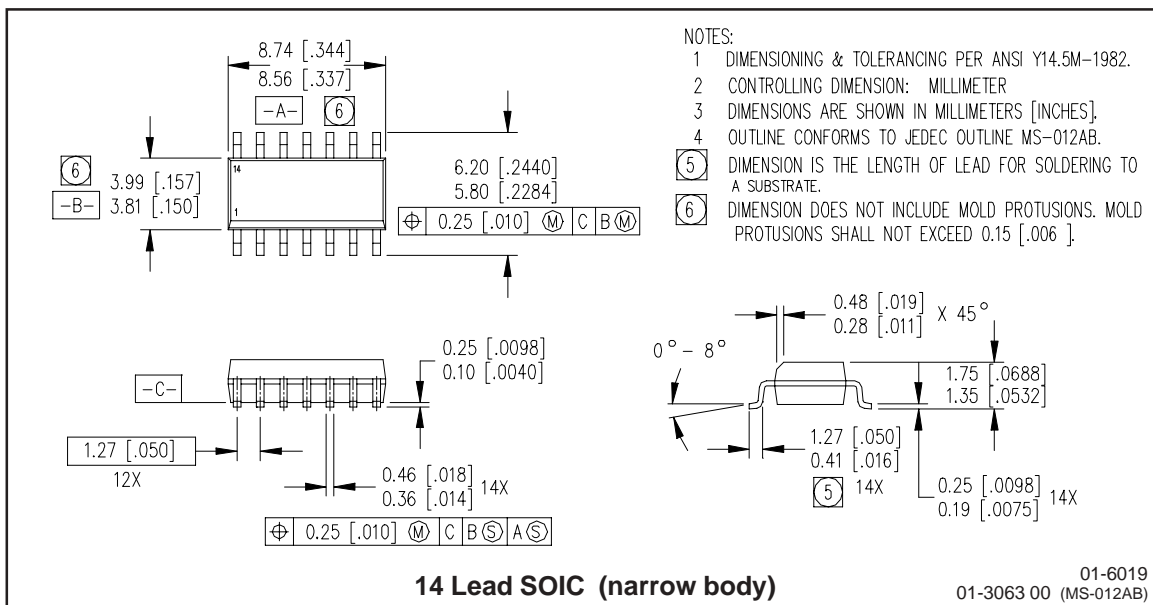 8.74 [.344]
8.56 [.337]
-A- 6
6
3.99 [.157]
3.81 [.150]
-B-
14
1
6.20 [.2440]
5.80 [.2284]
⌖ 0.25 [.010] Ⓜ C B Ⓜ
NOTES:
1 DIMENSIONING & TOLERANCING PER ANSI Y14.5M-1982.
2 CONTROLLING DIMENSION: MILLIMETER
3 DIMENSIONS ARE SHOWN IN MILLIMETERS [INCHES].
4 OUTLINE CONFORMS TO JEDEC OUTLINE MS-012AB.
5 DIMENSION IS THE LENGTH OF LEAD FOR SOLDERING TO
A SUBSTRATE.
6 DIMENSION DOES NOT INCLUDE MOLD PROTUSIONS. MOLD
PROTUSIONS SHALL NOT EXCEED 0.15 [.006 ].
-C-
0.25 [.0098]
0.10 [.0040]
1.27 [.050]
12X
0.46 [.018]
0.36 [.014] 14X
⌖ 0.25 [.010] Ⓜ C B Ⓢ A Ⓢ
0.48 [.019]
0.28 [.011] X 45°
0°-8°
1.75 [.0688]
1.35 [.0532]
1.27 [.050]
0.41 [.016]
5 14X
0.25 [.0098]
0.19 [.0075] 14X
14 Lead SOIC (narrow body)
01-6019
01-3063 00 (MS-012AB)